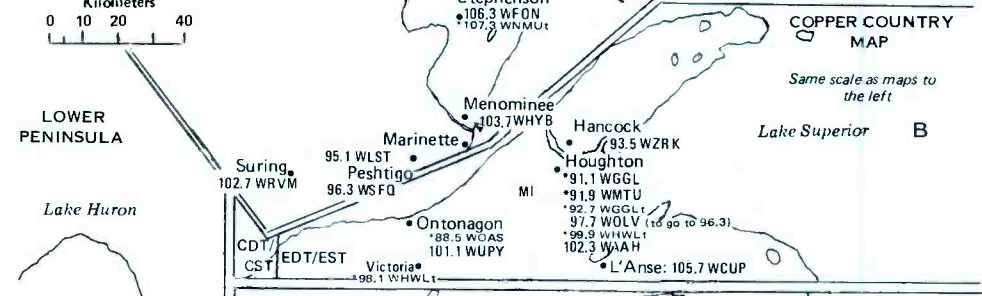 Kilometers
0 10 20 40
Stephenson
106.3 WFON
*107.3 WNMUt
COPPER COUNTRY
MAP
Same scale as maps to
the left
LOWER
PENINSULA
Lake Superior B
Menominee
103.7 WHYB
Marinette
Hancock
93.5 WZRK
95.1 WLST
Peshtigo
96.3 WSFQ
Suring
102.7 WRVM
Houghton
*91.1 WGGL
*91.9 WMTU
*92.7 WGGLt
97.7 WOLV (to go to 96.3)
*99.9 WHWLt
102.3 WAAH
MI
Lake Huron
Ontonagon
*88.5 WOAS
101.1 WUPY
CDT/
CST
EDT/EST
Victoria
*98.1 WHWLt
L'Anse: 105.7 WCUP